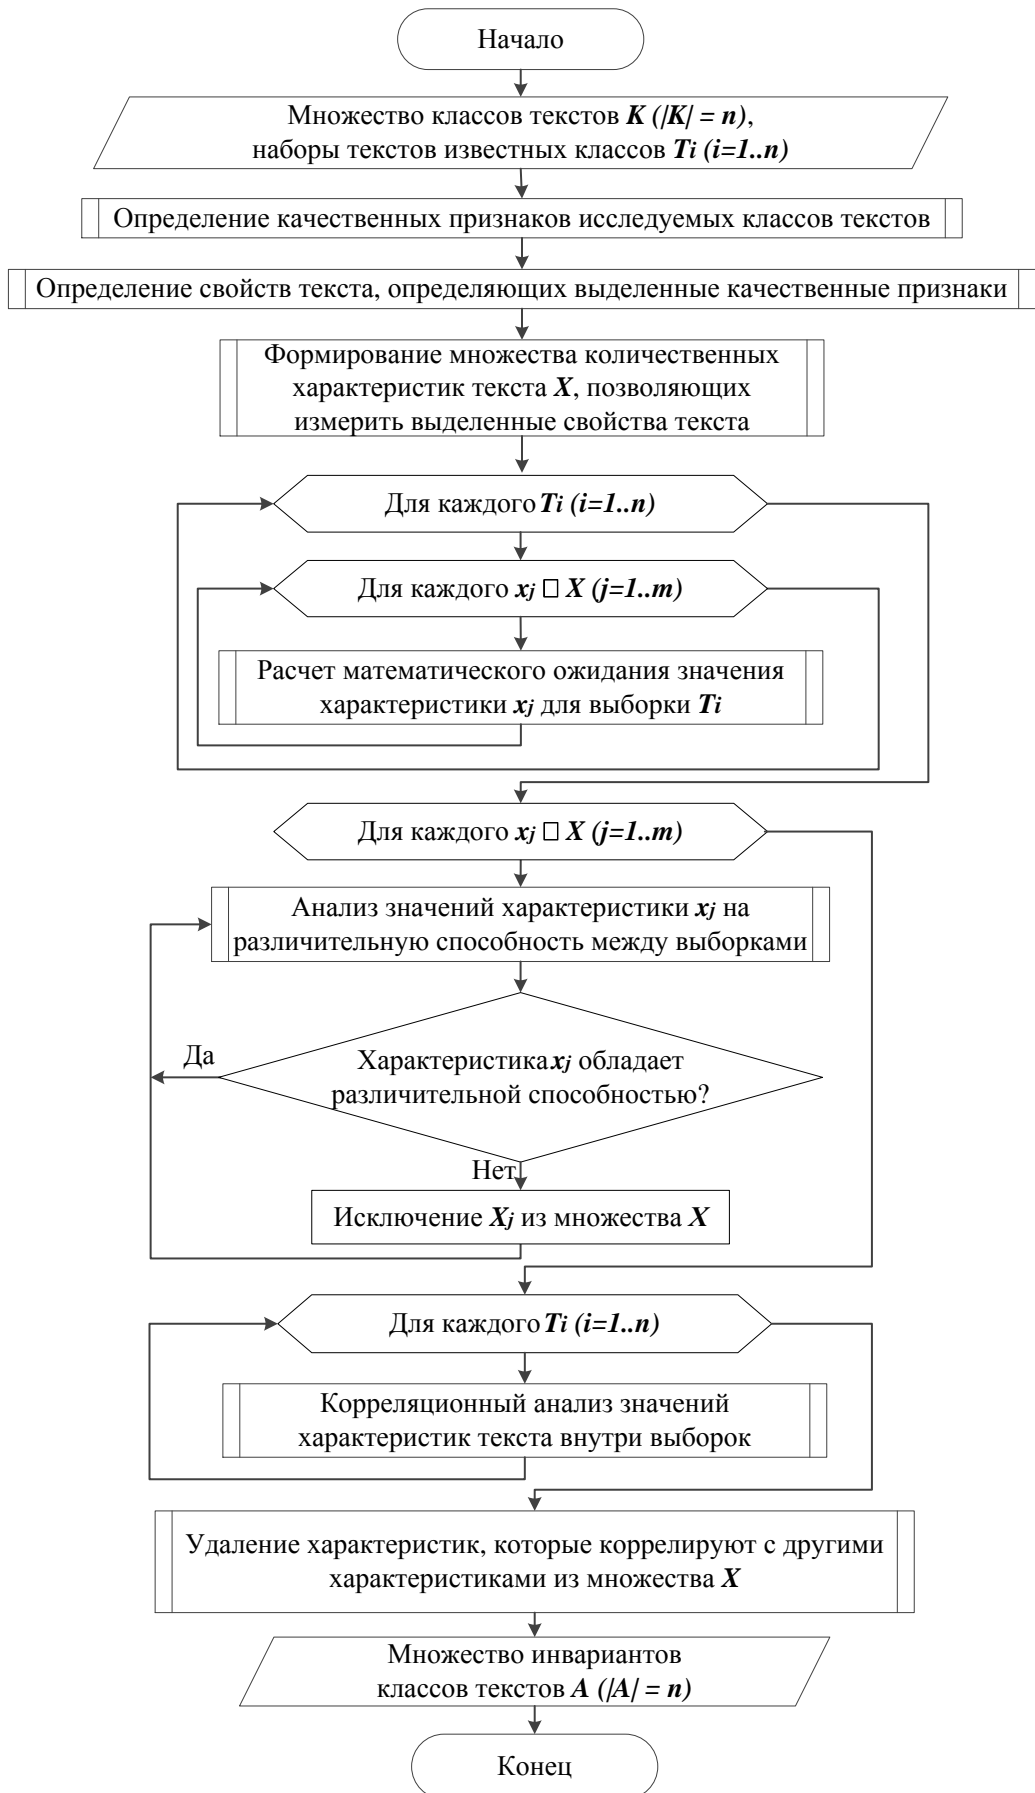 Начало
Множество классов текстов K (|K| = n),
наборы текстов известных классов Ti (i=1..n)
Определение качественных признаков исследуемых классов текстов
Определение свойств текста, определяющих выделенные качественные признаки
Формирование множества количественных
характеристик текста X, позволяющих
измерить выделенные свойства текста
Для каждого Ti (i=1..n)
Для каждого xj □ X (j=1..m)
Расчет математического ожидания значения
характеристики xj для выборки Ti
Для каждого xj □ X (j=1..m)
Анализ значений характеристики xj на
различительную способность между выборками
Да
Характеристика xj обладает
различительной способностью?
Нет
Исключение Xj из множества X
Для каждого Ti (i=1..n)
Корреляционный анализ значений
характеристик текста внутри выборок
Удаление характеристик, которые коррелируют с другими
характеристиками из множества X
Множество инвариантов
классов текстов A (|A| = n)
Конец